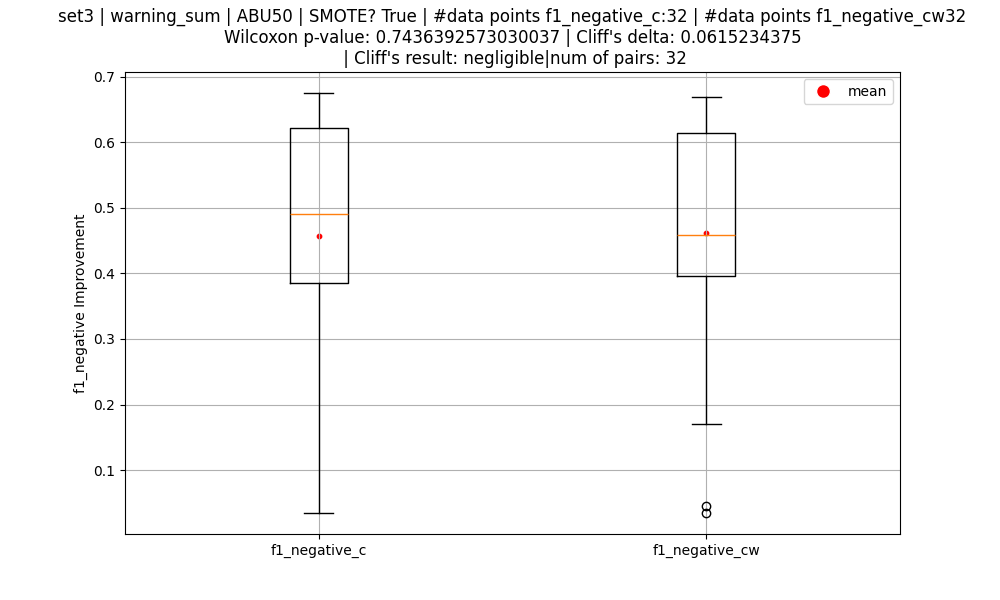 set3 | warning_sum | ABU50 | SMOTE? True | #data points f1_negative_c:32 | #data points f1_negative_cw32
Wilcoxon p-value: 0.7436392573030037 | Cliff's delta: 0.0615234375
| Cliff's result: negligible|num of pairs: 32
0.7
mean
0.6
0.5
0.4
0.3
0.2
0.1
f1_negative Improvement
f1_negative_c
f1_negative_cw